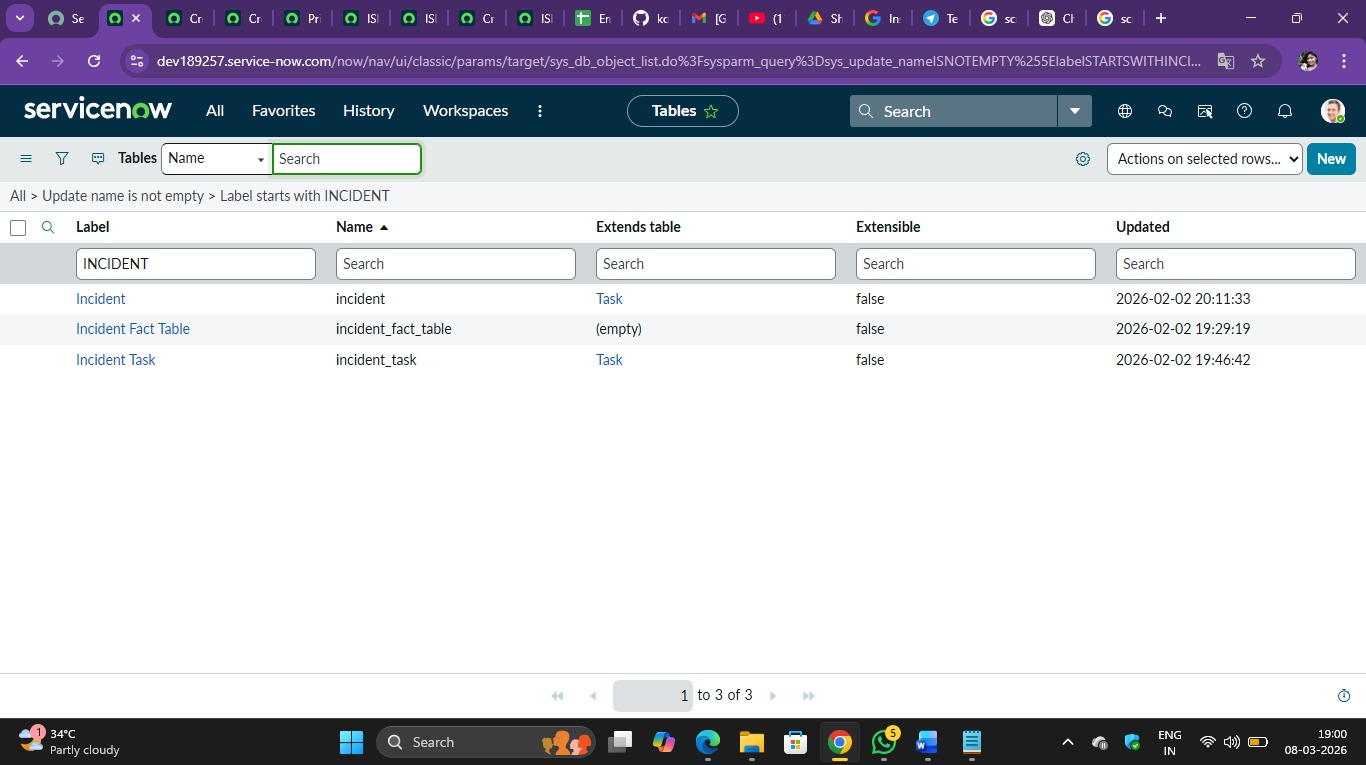 Se
Cr
Cr
Pr
ISI
ISI
Cr
ISI
En
kc
[G
(1
Sh
In
Te
sc
Ch
sc
dev189257.service-now.com/now/nav/ui/classic/params/target/sys_db_object_list.do%3Fsysparm_query%3Dsys_update_nameISNOTEMPTY%255ElabelSTARTSWITHINCI...
servicenow
All Favorites History Workspaces
Tables
Search
Tables Name Search
Actions on selected rows... New
All > Update name is not empty > Label starts with INCIDENT
Label Name Extends table Extensible Updated
INCIDENT Search Search Search Search
Incident incident Task false 2026-02-02 20:11:33
Incident Fact Table incident_fact_table (empty) false 2026-02-02 19:29:19
Incident Task incident_task Task false 2026-02-02 19:46:42
1 to 3 of 3
1
34°C
Partly cloudy
Search
5
ENG
IN
19:00
08-03-2026